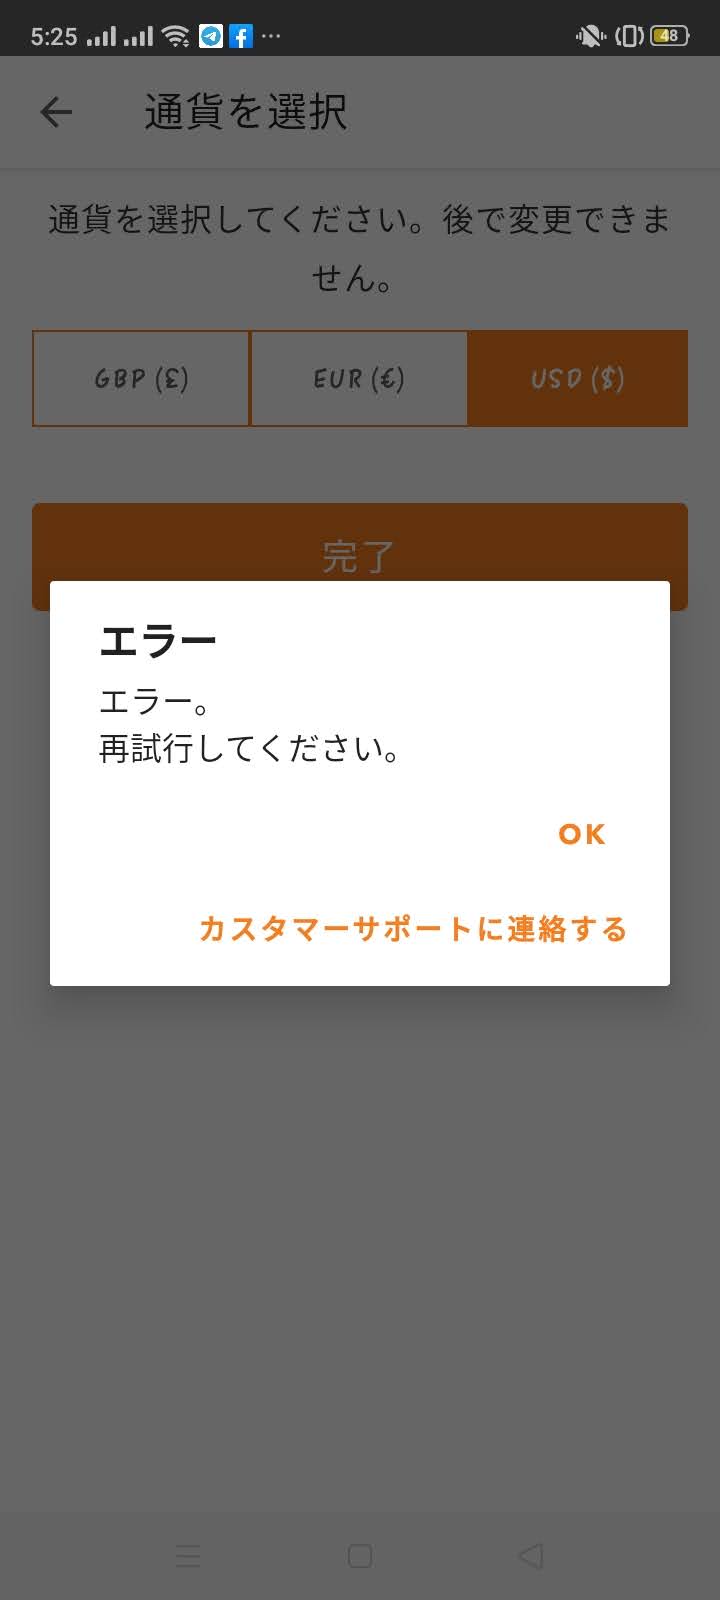 5:25
48
通貨を選択
通貨を選択してください。後で変更できま
せん。
GBP (£) EUR (€) USD ($)
完了
エラー
エラー。
再試行してください。
OK
カスタマーサポートに連絡する